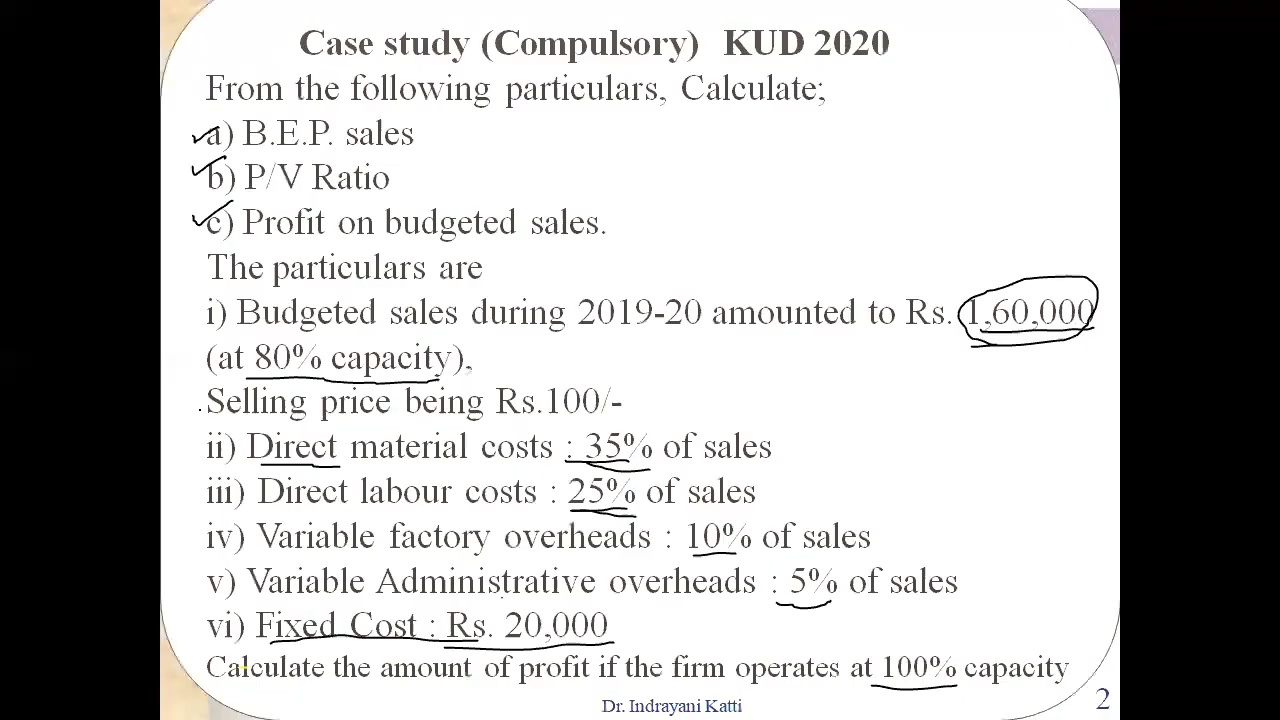 Case study (Compulsory) KUD 2020
From the following particulars, Calculate;
a) B.E.P. sales
b) P/V Ratio
c) Profit on budgeted sales.
The particulars are
i) Budgeted sales during 2019-20 amounted to Rs. 1,60,000
(at 80% capacity),
Selling price being Rs.100/-
ii) Direct material costs : 35% of sales
iii) Direct labour costs : 25% of sales
iv) Variable factory overheads : 10% of sales
v) Variable Administrative overheads : 5% of sales
vi) Fixed Cost : Rs. 20,000
Calculate the amount of profit if the firm operates at 100% capacity
Dr. Indrayani Katti
2